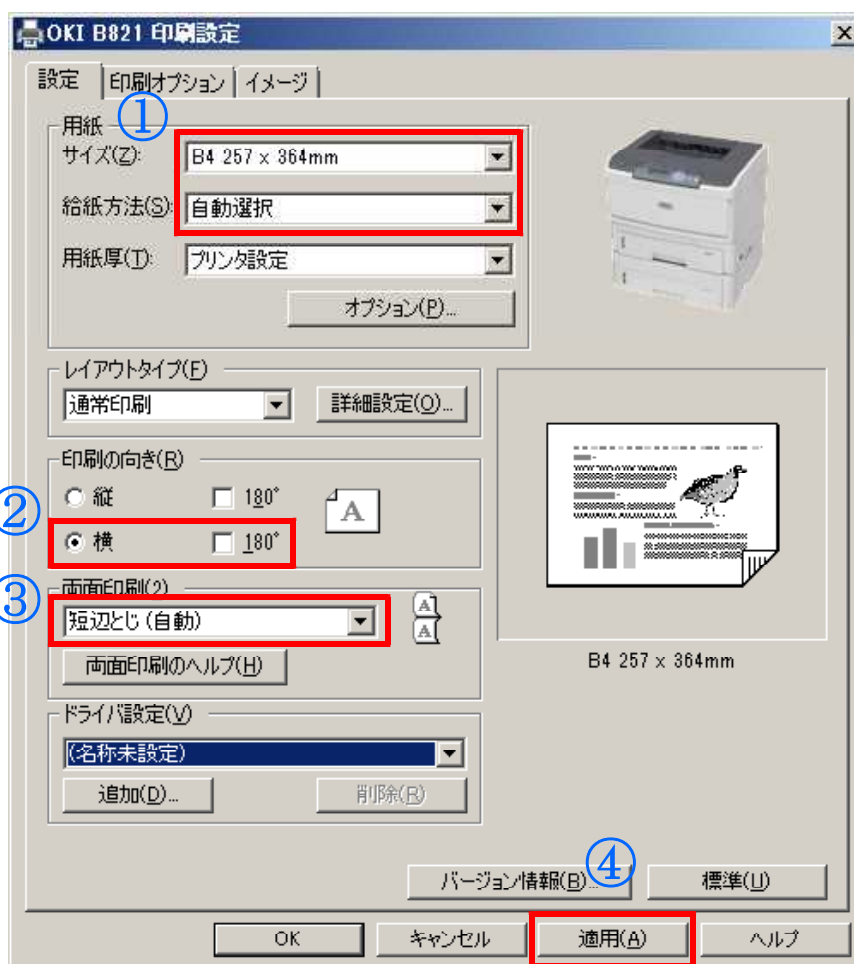 OKI B821 印刷設定
設定 印刷オプション イメージ
①
用紙
サイズ(Z): B4 257 x 364mm
給紙方法(S): 自動選択
用紙厚(T): プリンタ設定
オプション(P)...
レイアウトタイプ(F)
通常印刷 詳細設定(O)...
印刷の向き(R)
② 縦 180°
A
横 180°
③ 両面印刷(2)
短辺とじ(自動)
A
A
両面印刷のヘルプ(H)
B4 257 x 364mm
ドライバ設定(V)
(名称未設定)
追加(D)... 削除(R)
④
バージョン情報(B)... 標準(U)
OK キャンセル 適用(A) ヘルプ